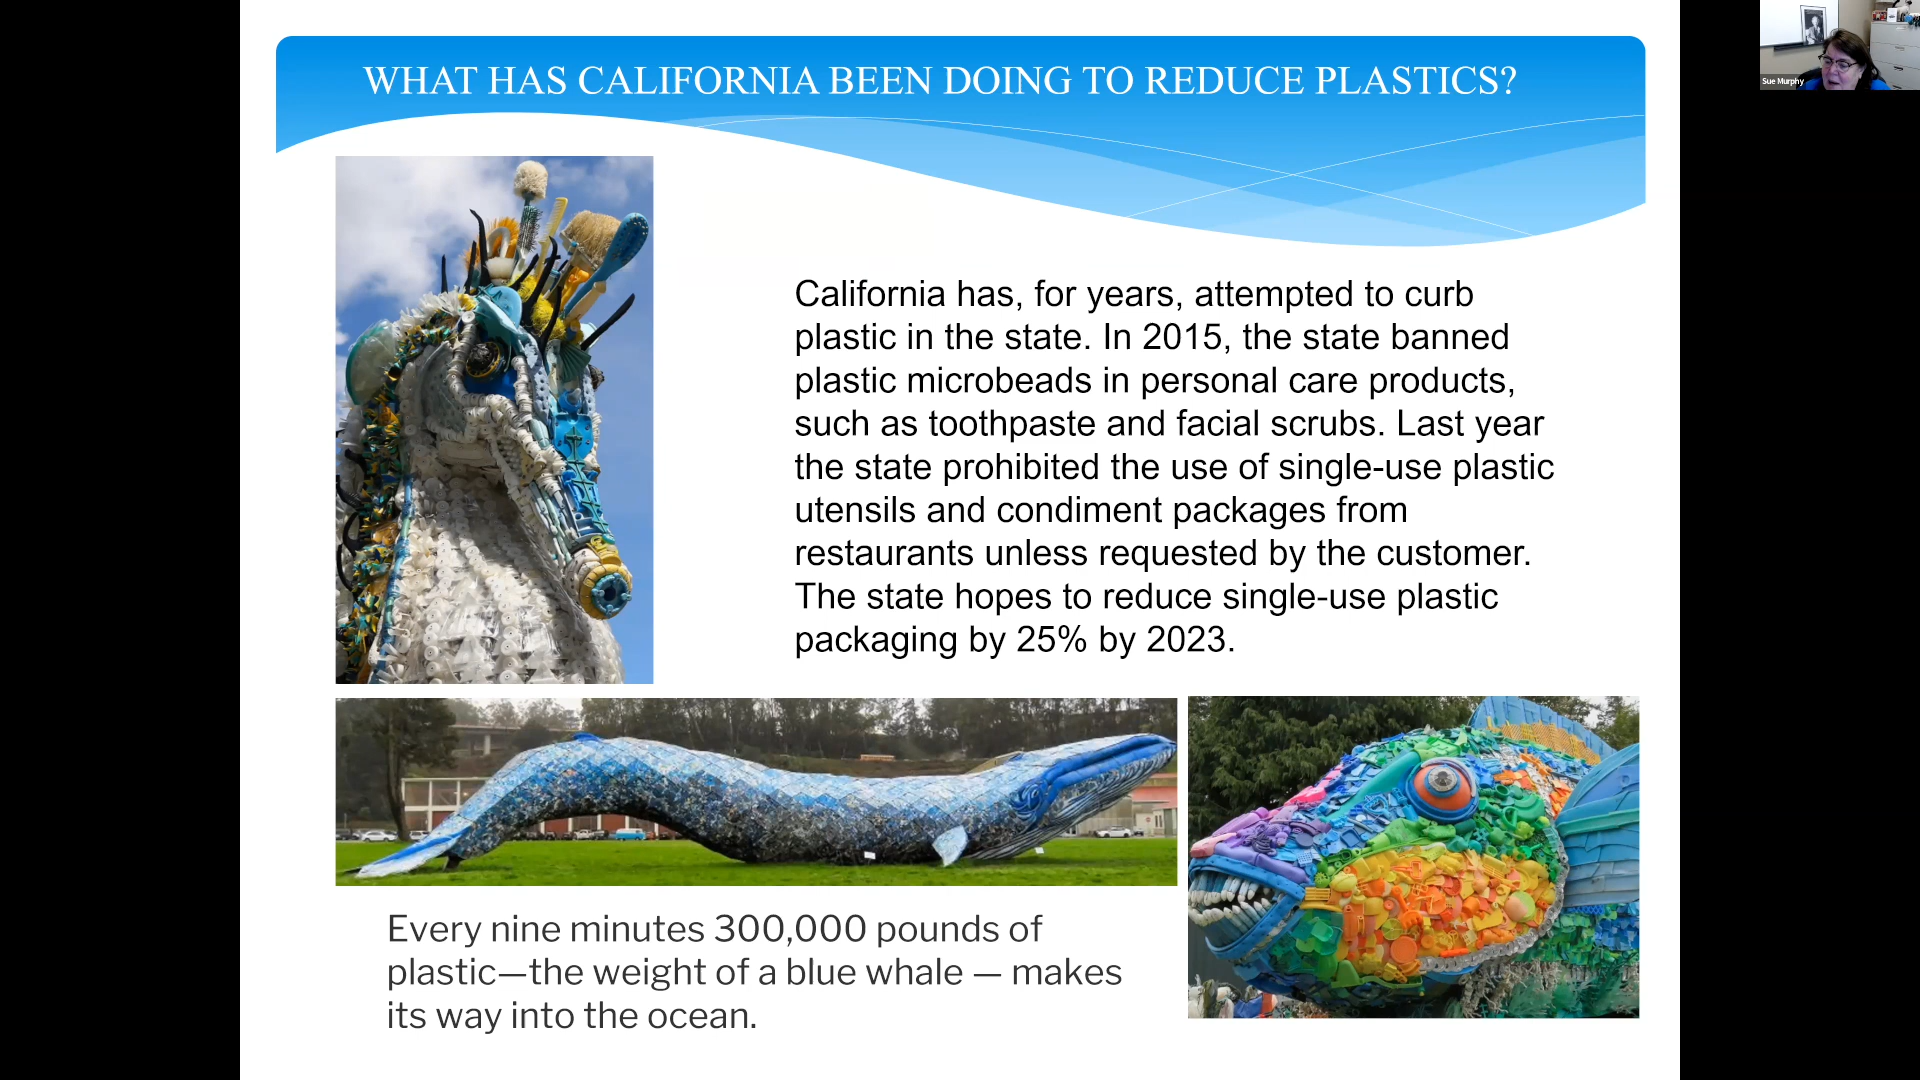 WHAT HAS CALIFORNIA BEEN DOING TO REDUCE PLASTICS?
Sue Murphy
California has, for years, attempted to curb
plastic in the state. In 2015, the state banned
plastic microbeads in personal care products,
such as toothpaste and facial scrubs. Last year
the state prohibited the use of single-use plastic
utensils and condiment packages from
restaurants unless requested by the customer.
The state hopes to reduce single-use plastic
packaging by 25% by 2023.
Every nine minutes 300,000 pounds of
plastic—the weight of a blue whale — makes
its way into the ocean.